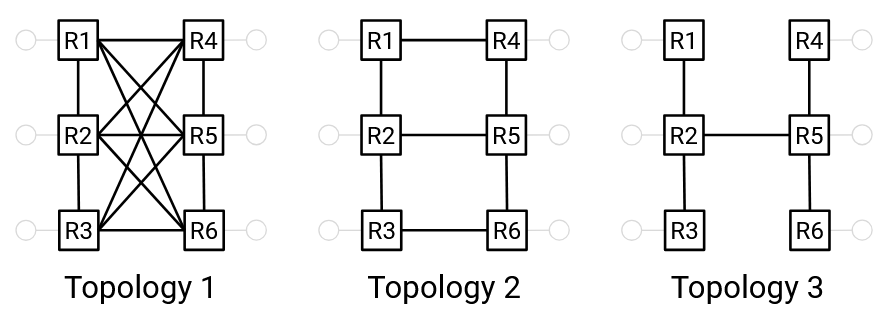 R1 R4 R1 R4 R1 R4
R2 R5 R2 R5 R2 R5
R3 R6 R3 R6 R3 R6
Topology 1 Topology 2 Topology 3